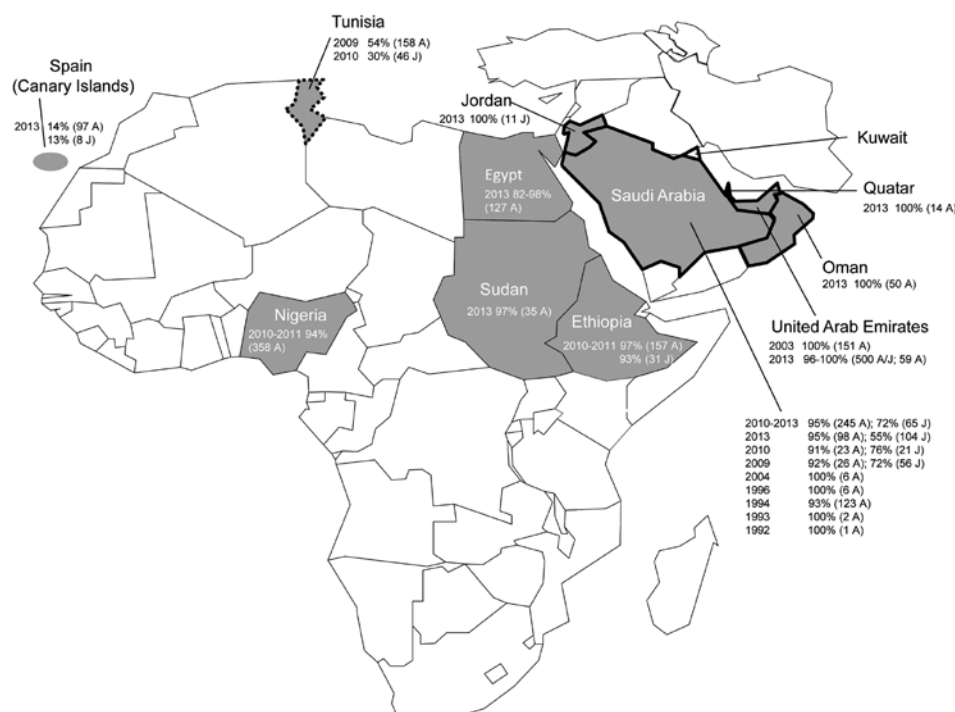 Tunisia
2009 54% (158 A)
2010 30% (46 J)
Spain
(Canary Islands)
2013 14% (97 A)
13% (8 J)
Jordan
2013 100% (11 J)
Kuwait
Quatar
2013 100% (14 A)
Egypt
2013 82-98%
(127 A)
Saudi Arabia
Oman
2013 100% (50 A)
Sudan
2013 97% (35 A)
Nigeria
2010-2011 94%
(358 A)
Ethiopia
2010-2011 97% (157 A)
93% (31 J)
United Arab Emirates
2003 100% (151 A)
2013 96-100% (500 A/J; 59 A)
2010-2013 95% (245 A); 72% (65 J)
2013 95% (98 A); 55% (104 J)
2010 91% (23 A); 76% (21 J)
2009 92% (26 A); 72% (56 J)
2004 100% (6 A)
1996 100% (6 A)
1994 93% (123 A)
1993 100% (2 A)
1992 100% (1 A)